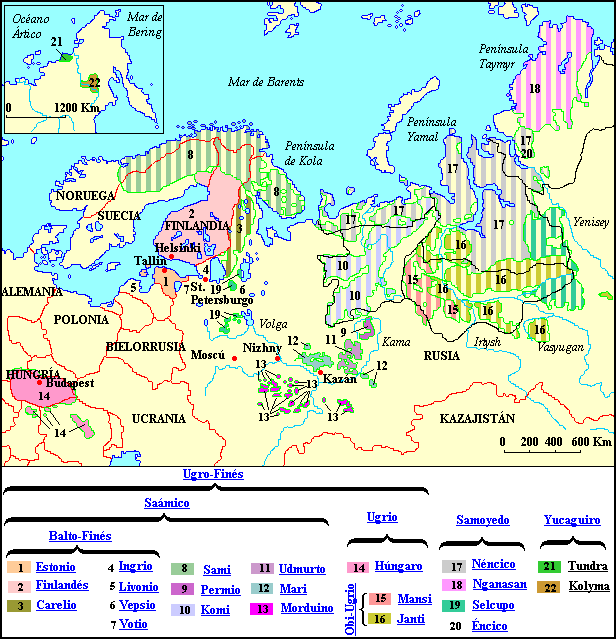 Océano
Ártico
Mar de
Bering
21
22
0 1200 Km.
Mar de Barents
Península
Taymyr
18
Península
Yamal
17
20
17
Península
de Kola
8
8
NORUEGA
SUECIA
2
FINLANDIA
3
Helsinki
Tallin
4
1
5
7 St.
Petersburgo
19
6
19
17
17
17
Yenisey
10
10
16
16
16
15
15
16
16
ALEMANIA
POLONIA
BIELORRUSIA
Volga
Moscú
Nizhny
12
11
9
Kama
RUSIA
Irtysh
Vasyugan
13
Kazan
12
13
13
13
HUNGRÍA
Budapest
14
14
UCRANIA
KAZAJISTÁN
0 200 400 600 Km
Ugro-Finés
Saámico
Balto-Finés
Ugrio
Samoyedo
Yucaguiro
1 Estonio
2 Finlandés
3 Carelio
4 Ingrio
5 Livonio
6 Vepsio
7 Votio
8 Sami
9 Permio
10 Komi
11 Udmurto
12 Mari
13 Morduino
14 Húngaro
Obi-Ugrio
15 Mansi
16 Janti
17 Néncico
18 Nganasan
19 Selcupo
20 Éncico
21 Tundra
22 Kolyma